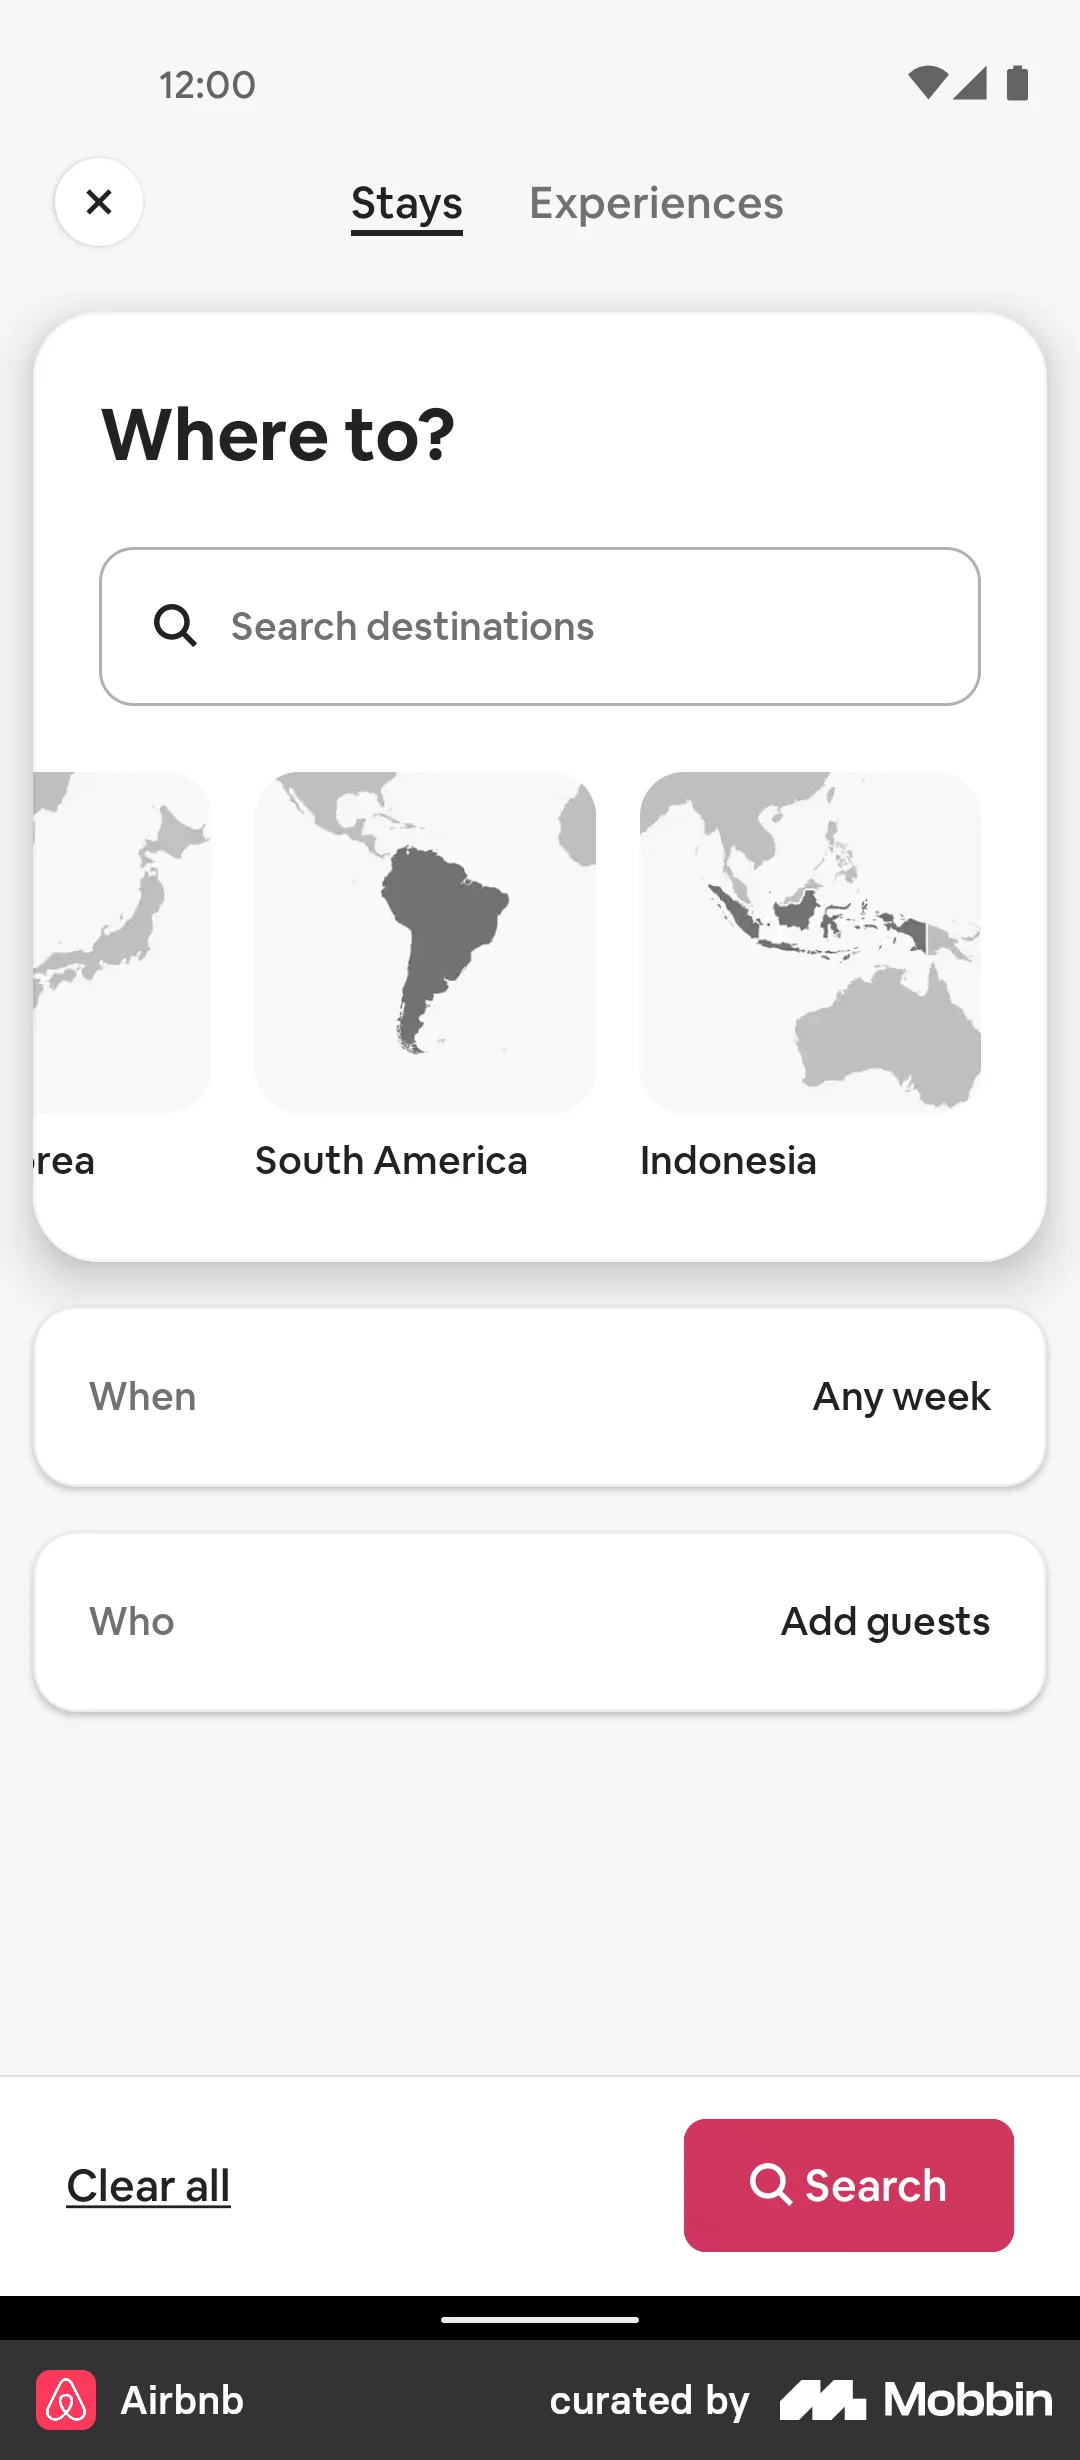 12:00
Stays Experiences
Where to?
Search destinations
rea South America Indonesia
When Any week
Who Add guests
Clear all Search
Airbnb curated by Mobbin